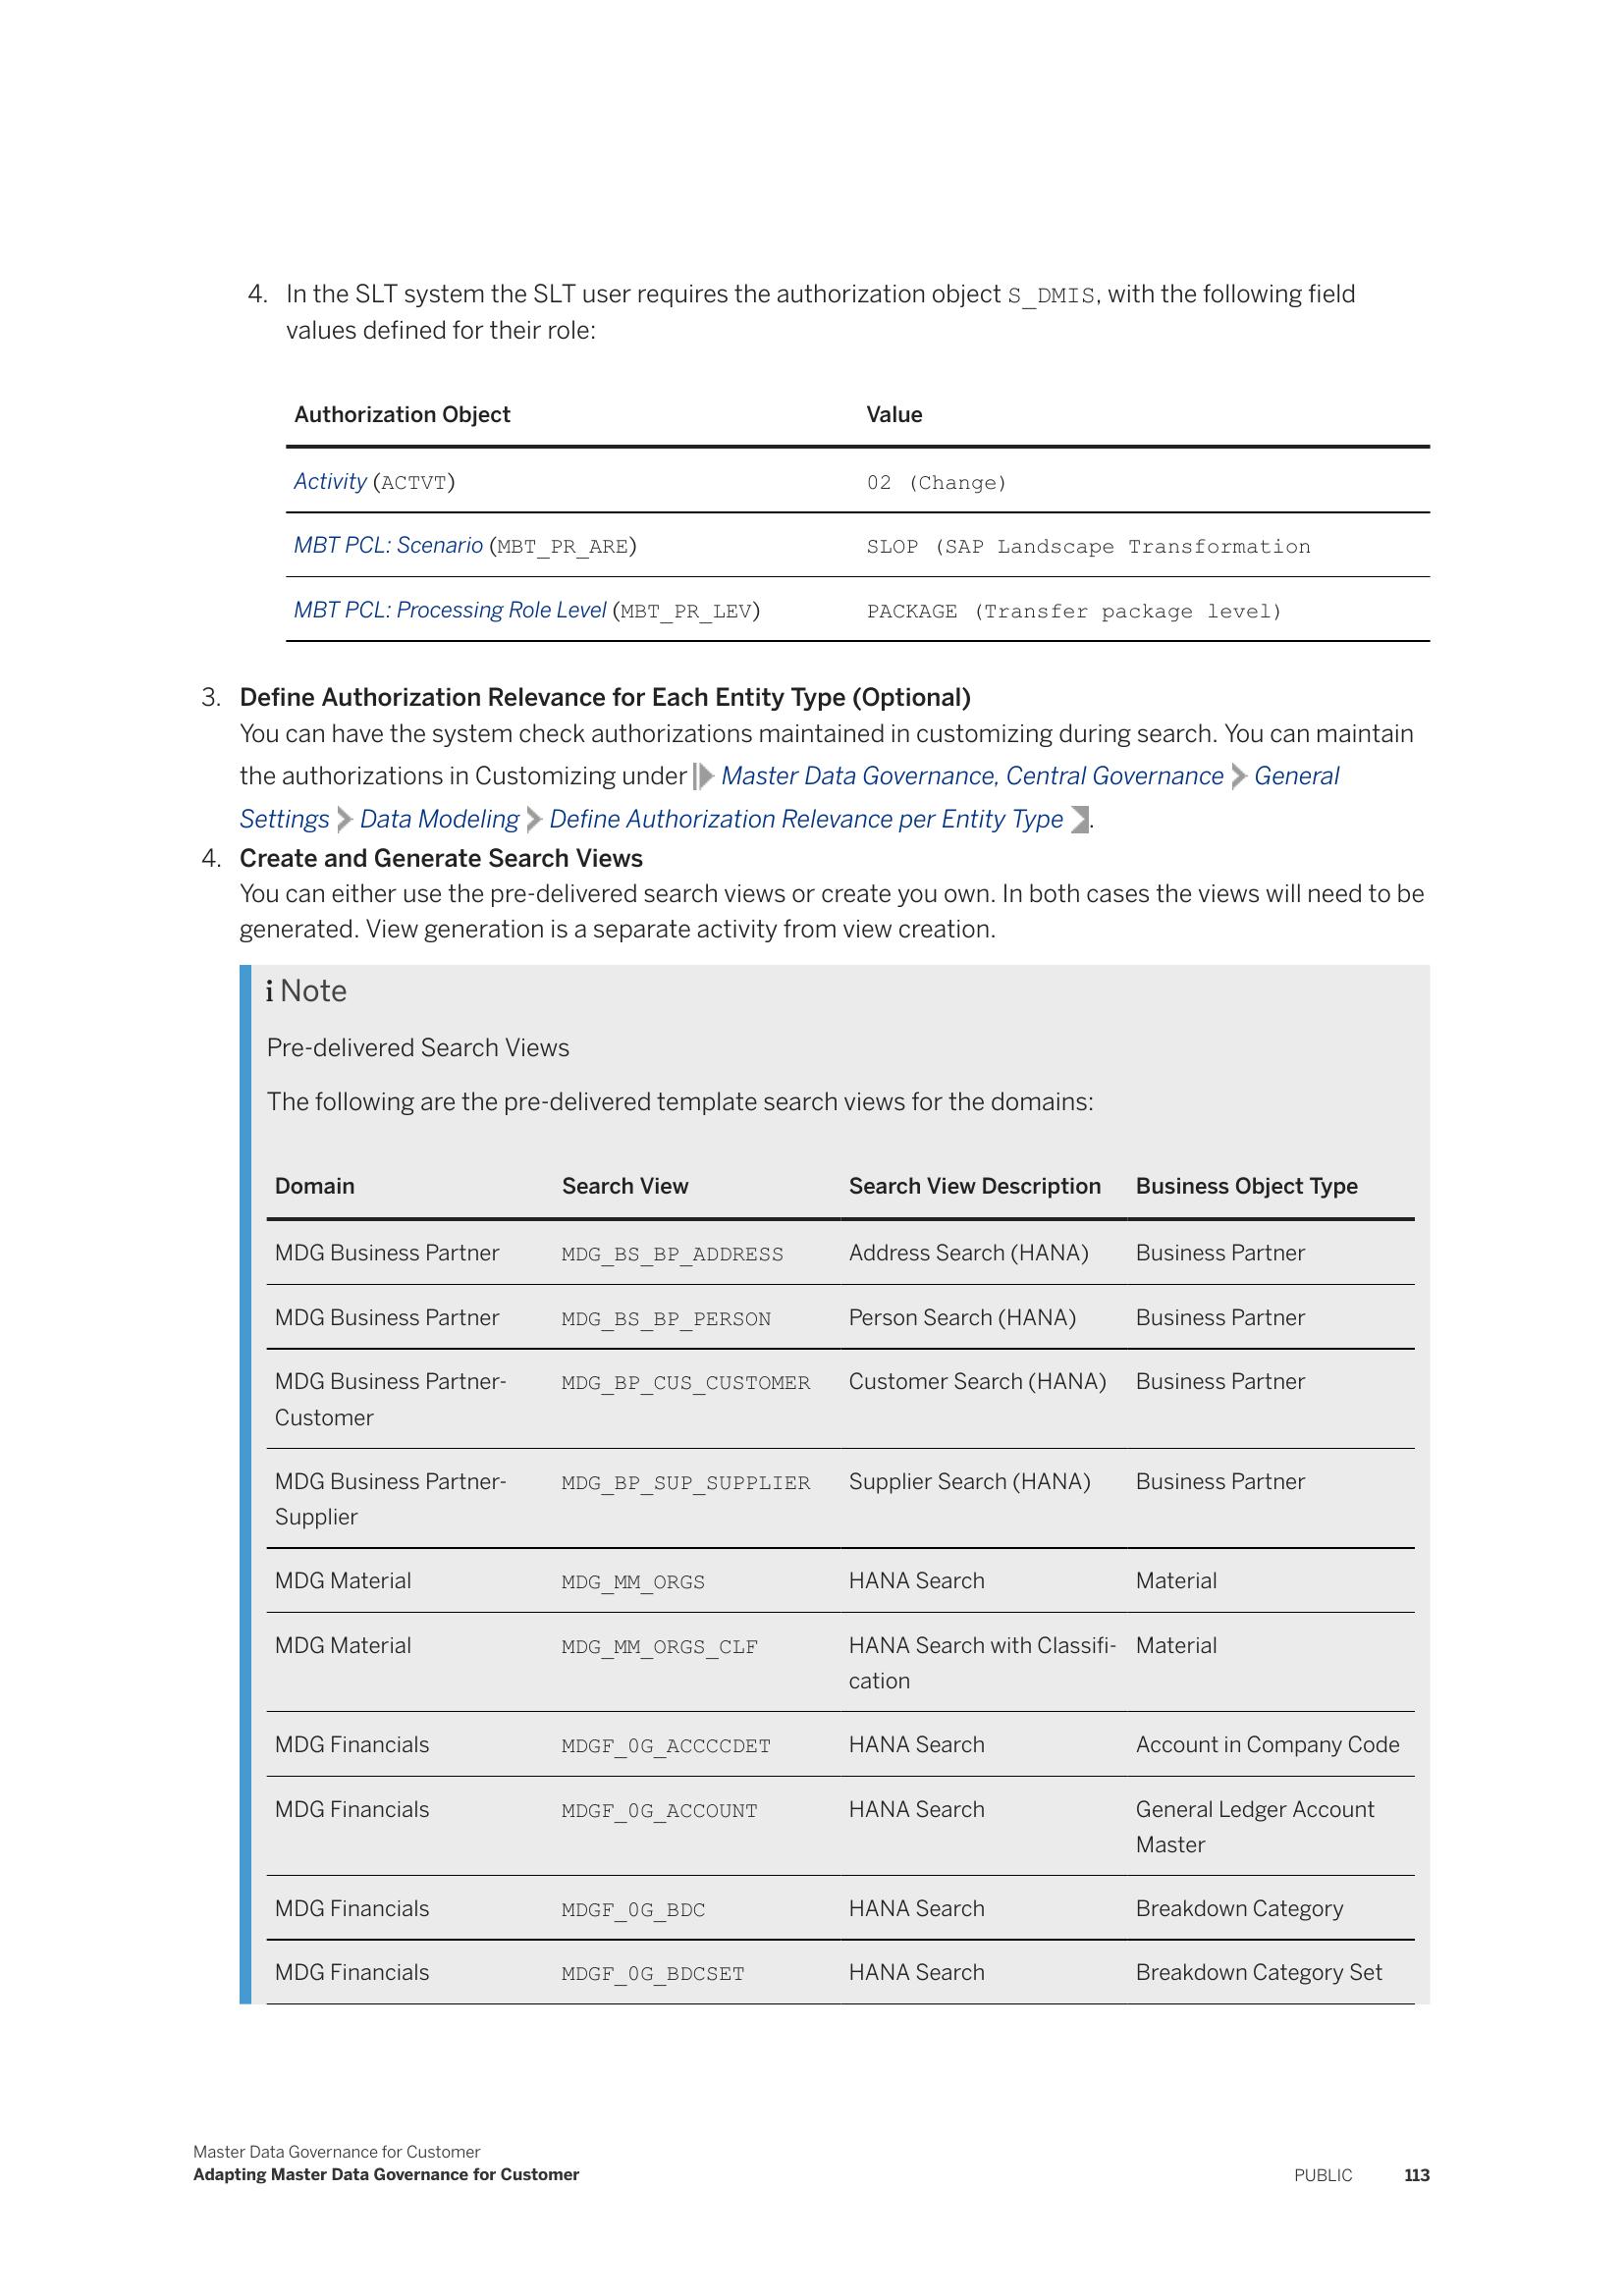 4. In the SLT system the SLT user requires the authorization object S_DMIS, with the following field
values defined for their role:
Authorization Object Value
Activity (ACTVT) 02 (Change)
MBT PCL: Scenario (MBT_PR_ARE) SLOP (SAP Landscape Transformation
MBT PCL: Processing Role Level (MBT_PR_LEV) PACKAGE (Transfer package level)
3. Define Authorization Relevance for Each Entity Type (Optional)
You can have the system check authorizations maintained in customizing during search. You can maintain
the authorizations in Customizing under Master Data Governance, Central Governance General
Settings Data Modeling Define Authorization Relevance per Entity Type .
4. Create and Generate Search Views
You can either use the pre-delivered search views or create you own. In both cases the views will need to be
generated. View generation is a separate activity from view creation.
i Note
Pre-delivered Search Views
The following are the pre-delivered template search views for the domains:
Domain Search View Search View Description Business Object Type
MDG Business Partner MDG_BS_BP_ADDRESS Address Search (HANA) Business Partner
MDG Business Partner MDG_BS_BP_PERSON Person Search (HANA) Business Partner
MDG Business Partner- MDG_BP_CUS_CUSTOMER Customer Search (HANA) Business Partner
Customer
MDG Business Partner- MDG_BP_SUP_SUPPLIER Supplier Search (HANA) Business Partner
Supplier
MDG Material MDG_MM_ORGS HANA Search Material
MDG Material MDG_MM_ORGS_CLF HANA Search with Classifi- Material
cation
MDG Financials MDGF_0G_ACCCCDET HANA Search Account in Company Code
MDG Financials MDGF_0G_ACCOUNT HANA Search General Ledger Account
Master
MDG Financials MDGF_0G_BDC HANA Search Breakdown Category
MDG Financials MDGF_0G_BDCSET HANA Search Breakdown Category Set
Master Data Governance for Customer
Adapting Master Data Governance for Customer PUBLIC 113